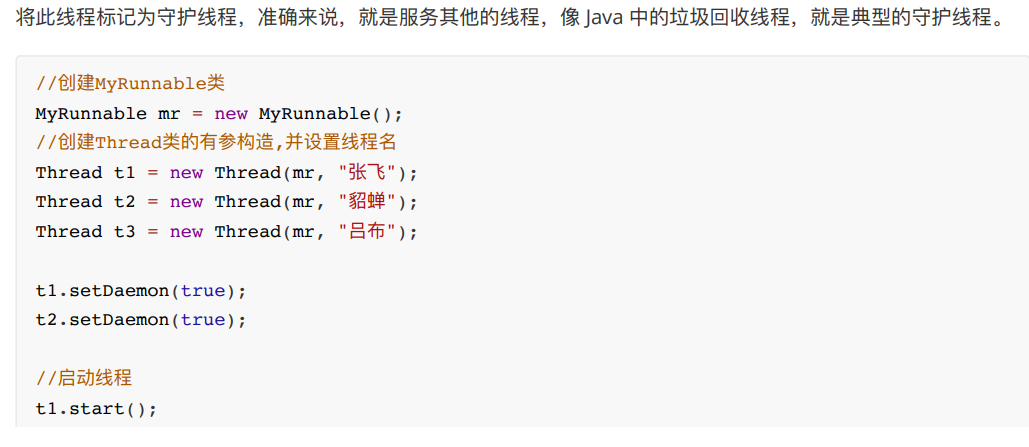 将此线程标记为守护线程，准确来说，就是服务其他的线程，像 Java 中的垃圾回收线程，就是典型的守护线程。
//创建MyRunnable类
MyRunnable mr = new MyRunnable();
//创建Thread类的有参构造,并设置线程名
Thread t1 = new Thread(mr, "张飞");
Thread t2 = new Thread(mr, "貂蝉");
Thread t3 = new Thread(mr, "吕布");
t1.setDaemon(true);
t2.setDaemon(true);
//启动线程
t1.start();